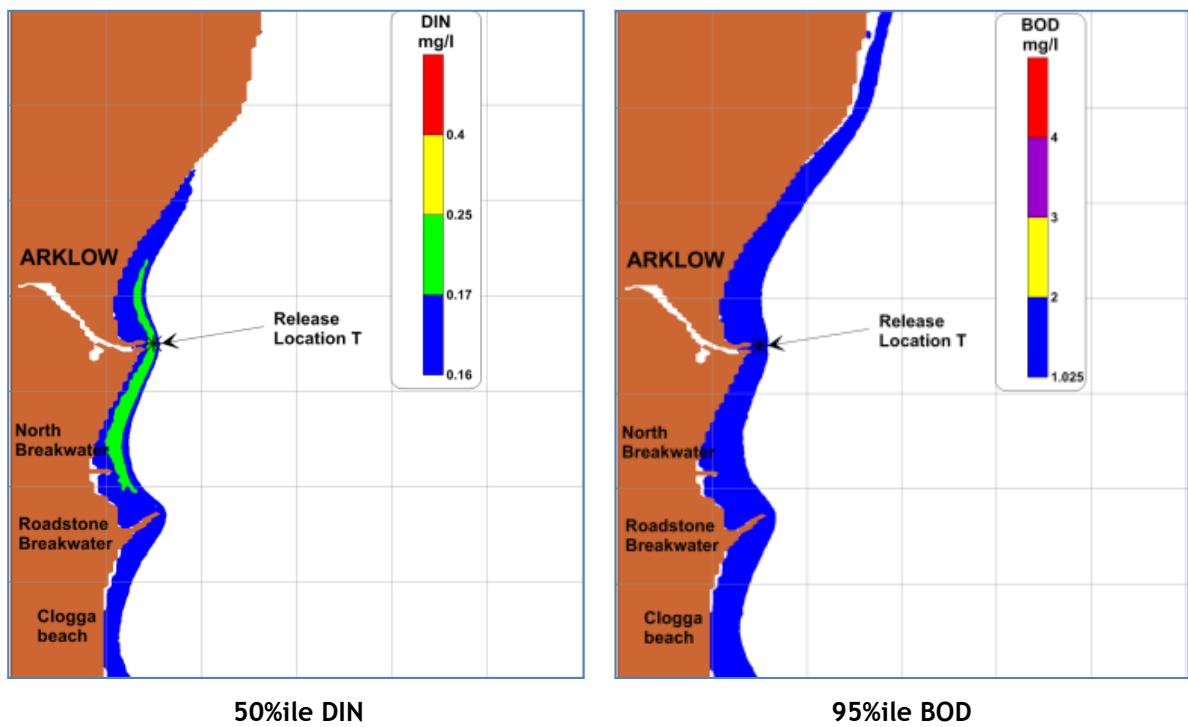 DIN
mg/l
0.4
0.25
0.17
0.16
ARKLOW
Release
Location T
North
Breakwater
Roadstone
Breakwater
Clogga
beach
50%ile DIN
BOD
mg/l
4
3
2
1.025
ARKLOW
Release
Location T
North
Breakwater
Roadstone
Breakwater
Clogga
beach
95%ile BOD